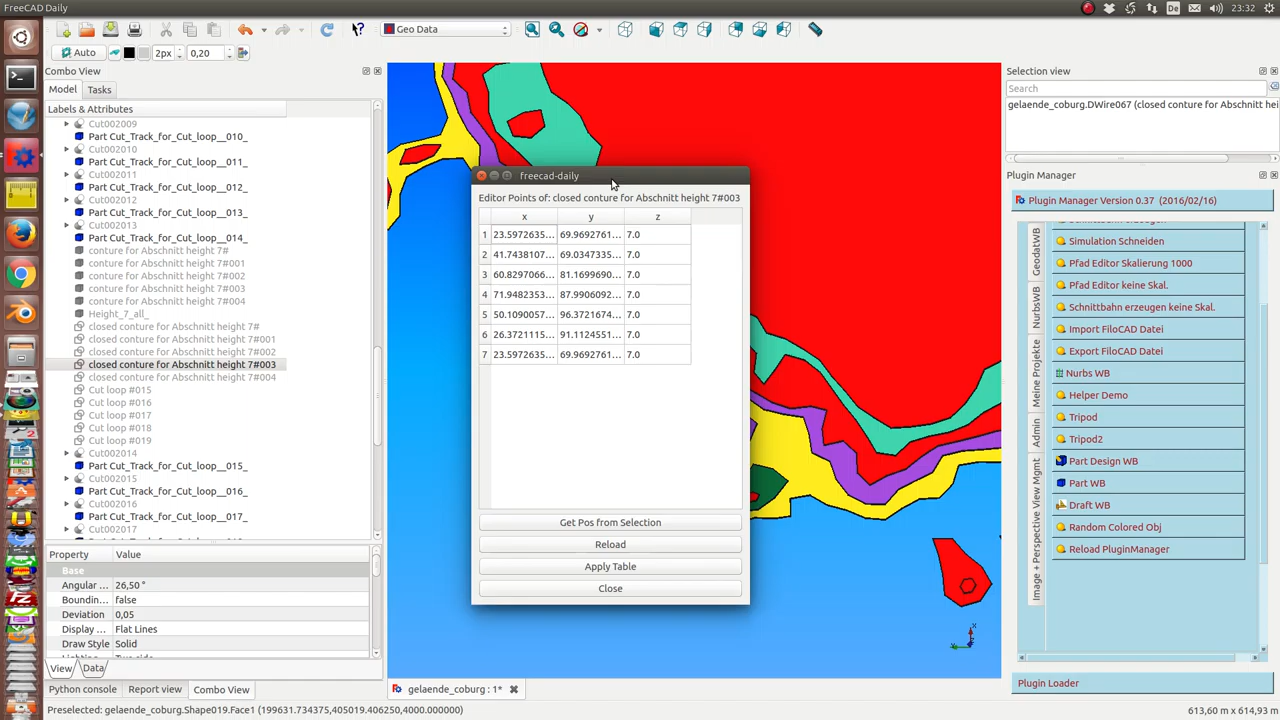 FreeCAD Daily
De
23:32
Auto
2px
0,20
Geo Data
Combo View
Model
Tasks
Labels & Attributes
Cut002009
Part Cut_Track_for_Cut_loop__010_
Cut002010
Part Cut_Track_for_Cut_loop__011_
Cut002011
Part Cut_Track_for_Cut_loop__012_
Cut002012
Part Cut_Track_for_Cut_loop__013_
Cut002013
Part Cut_Track_for_Cut_loop__014_
conture for Abschnitt height 7#
conture for Abschnitt height 7#001
conture for Abschnitt height 7#002
conture for Abschnitt height 7#003
conture for Abschnitt height 7#004
Height_7_all_
closed conture for Abschnitt height 7#
closed conture for Abschnitt height 7#001
closed conture for Abschnitt height 7#002
closed conture for Abschnitt height 7#003
closed conture for Abschnitt height 7#004
Cut loop #015
Cut loop #016
Cut loop #017
Cut loop #018
Cut loop #019
Cut002014
Part Cut_Track_for_Cut_loop__015_
Cut002015
Part Cut_Track_for_Cut_loop__016_
Cut002016
Part Cut_Track_for_Cut_loop__017_
Cut002017
Property Value
Base
Angular ... 26,50 °
Boundin... false
Deviation 0,05
Display ... Flat Lines
Draw Style Solid
View
Data
Python console
Report view
Combo View
freecad-daily
Editor Points of: closed conture for Abschnitt height 7#003
x y z
1 23.5972635... 69.9692761... 7.0
2 41.7438107... 69.0347335... 7.0
3 60.8297066... 81.1699690... 7.0
4 71.9482353... 87.9906092... 7.0
5 50.1090057... 96.3721674... 7.0
6 26.3721115... 91.1124551... 7.0
7 23.5972635... 69.9692761... 7.0
Get Pos from Selection
Reload
Apply Table
Close
gelaende_coburg : 1*
Selection view
Search
gelaende_coburg.DWire067 (closed conture for Abschnitt he
Plugin Manager
Plugin Manager Version 0.37 (2016/02/16)
Simulation Schneiden
Pfad Editor Skalierung 1000
Pfad Editor keine Skal.
Schnittbahn erzeugen keine Skal.
Import FiloCAD Datei
Export FiloCAD Datei
Nurbs WB
Helper Demo
Tripod
Tripod2
Part Design WB
Part WB
Draft WB
Random Colored Obj
Reload PluginManager
GeodatWB
NurbsWB
Meine Projekte
Admin
Image + Perspective View Mgmt
Plugin Loader
Preselected: gelaende_coburg.Shape019.Face1 (199631.734375,405019.406250,4000.000000)
613,60 m x 614,93 m